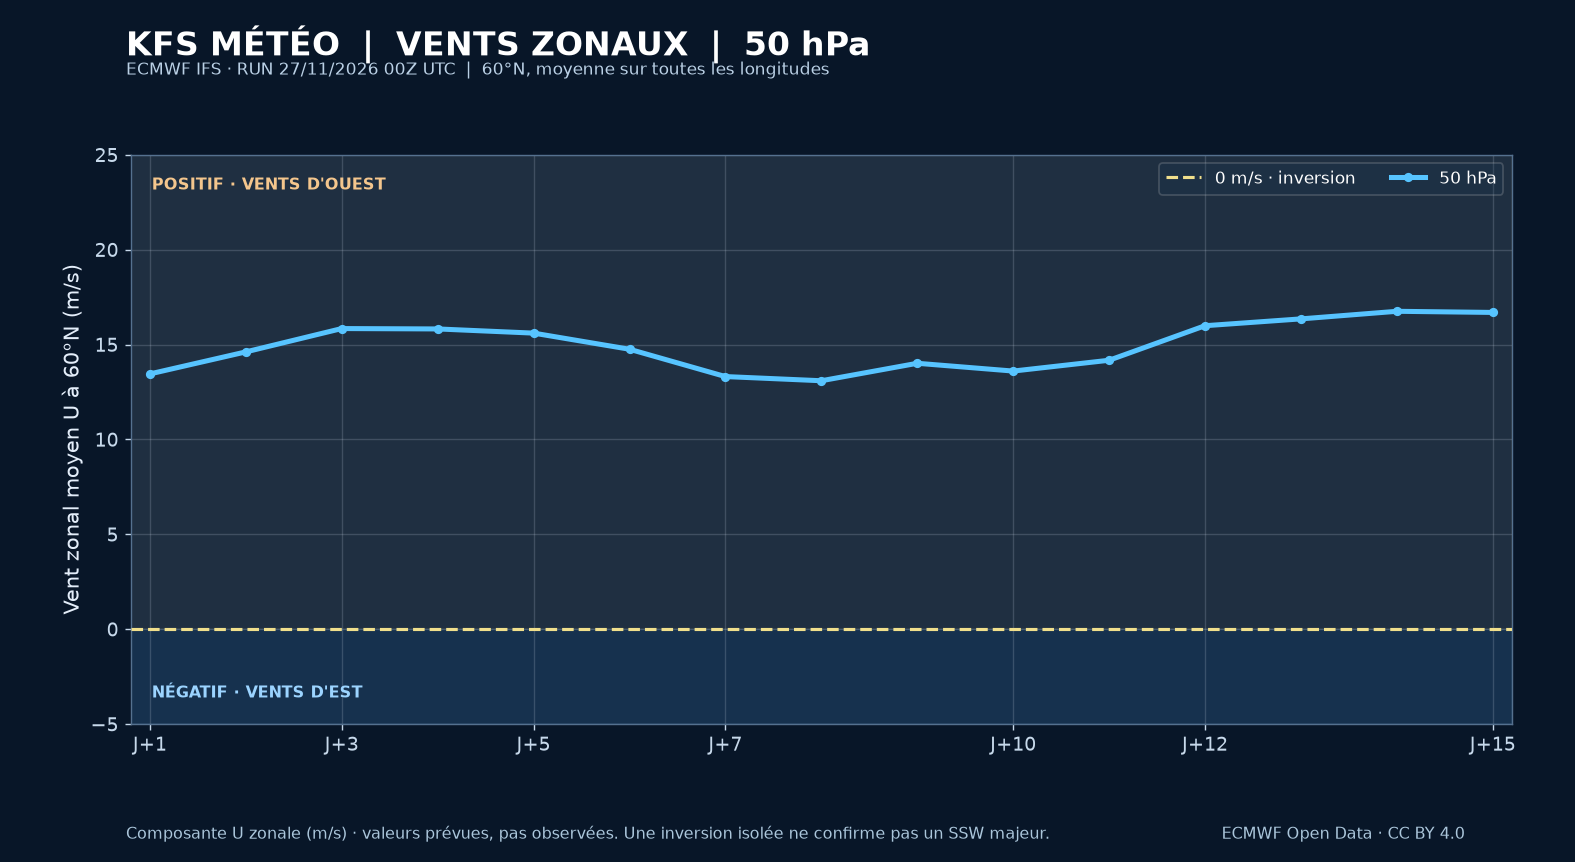 KFS MÉTÉO | VENTS ZONAUX | 50 hPa
ECMWF IFS · RUN 27/11/2026 00Z UTC | 60°N, moyenne sur toutes les longitudes
25
POSITIF · VENTS D'OUEST
0 m/s · inversion
50 hPa
20
15
10
5
0
−5
Vent zonal moyen U à 60°N (m/s)
NÉGATIF · VENTS D'EST
J+1 J+3 J+5 J+7 J+10 J+12 J+15
Composante U zonale (m/s) · valeurs prévues, pas observées. Une inversion isolée ne confirme pas un SSW majeur.
ECMWF Open Data · CC BY 4.0